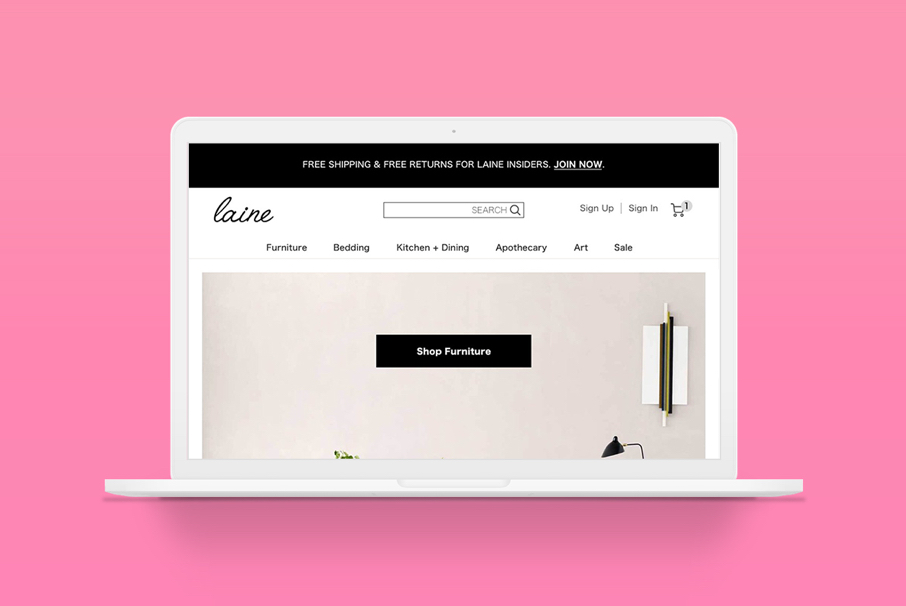 FREE SHIPPING & FREE RETURNS FOR LAINE INSIDERS. JOIN NOW.
laine
SEARCH
Sign Up | Sign In
1
Furniture
Bedding
Kitchen + Dining
Apothecary
Art
Sale
Shop Furniture